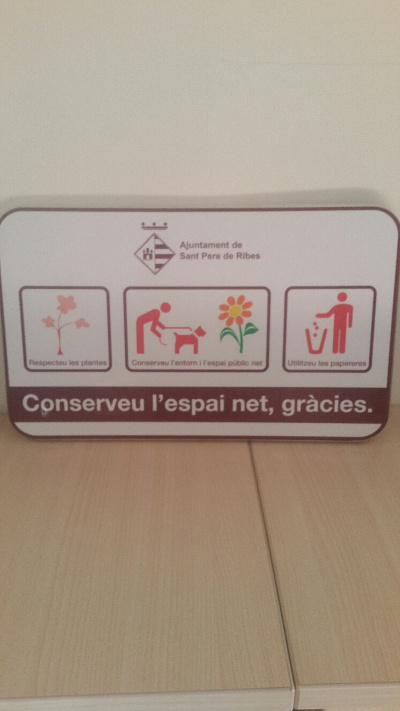 Ajuntament de
Sant Pere de Ribes
Respecteu les plantes
Conserveu l'entorn i l'espai públic net
Utilitzeu les papereres
Conserveu l'espai net, gràcies.